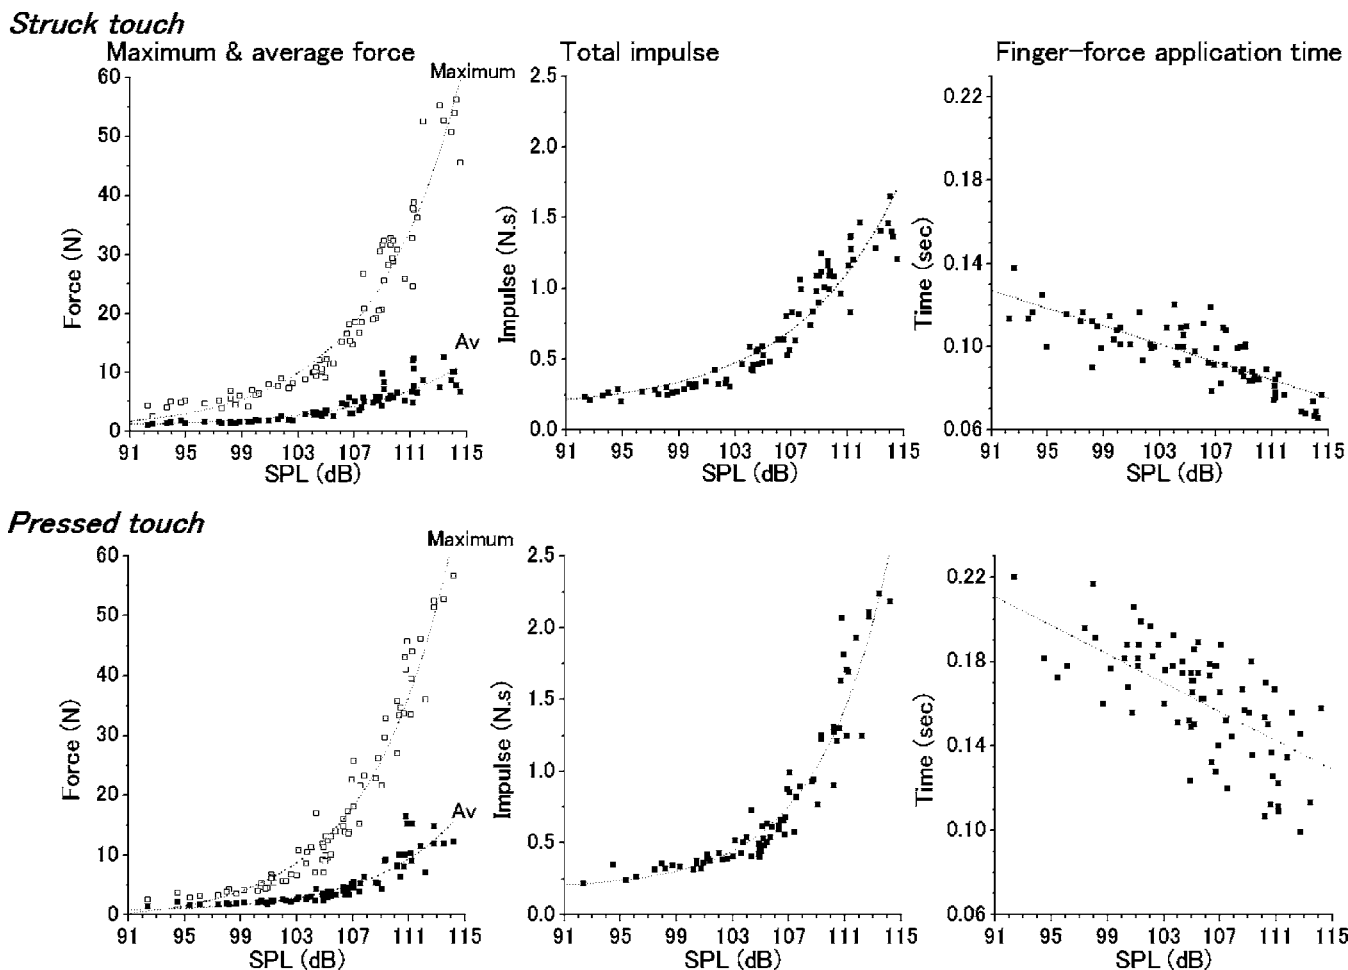 Struck touch
Maximum & average force
Total impulse
Finger-force application time
Maximum
Av
Force (N)
60
50
40
30
20
10
0
91 95 99 103 107 111 115
SPL (dB)
Impulse (N.s)
2.5
2.0
1.5
1.0
0.5
0.0
91 95 99 103 107 111 115
SPL (dB)
Time (sec)
0.22
0.18
0.14
0.10
0.06
91 95 99 103 107 111 115
SPL (dB)
Pressed touch
Maximum
Av
Force (N)
60
50
40
30
20
10
0
91 95 99 103 107 111 115
SPL (dB)
Impulse (N.s)
2.5
2.0
1.5
1.0
0.5
0.0
91 95 99 103 107 111 115
SPL (dB)
Time (sec)
0.22
0.18
0.14
0.10
0.06
91 95 99 103 107 111 115
SPL (dB)